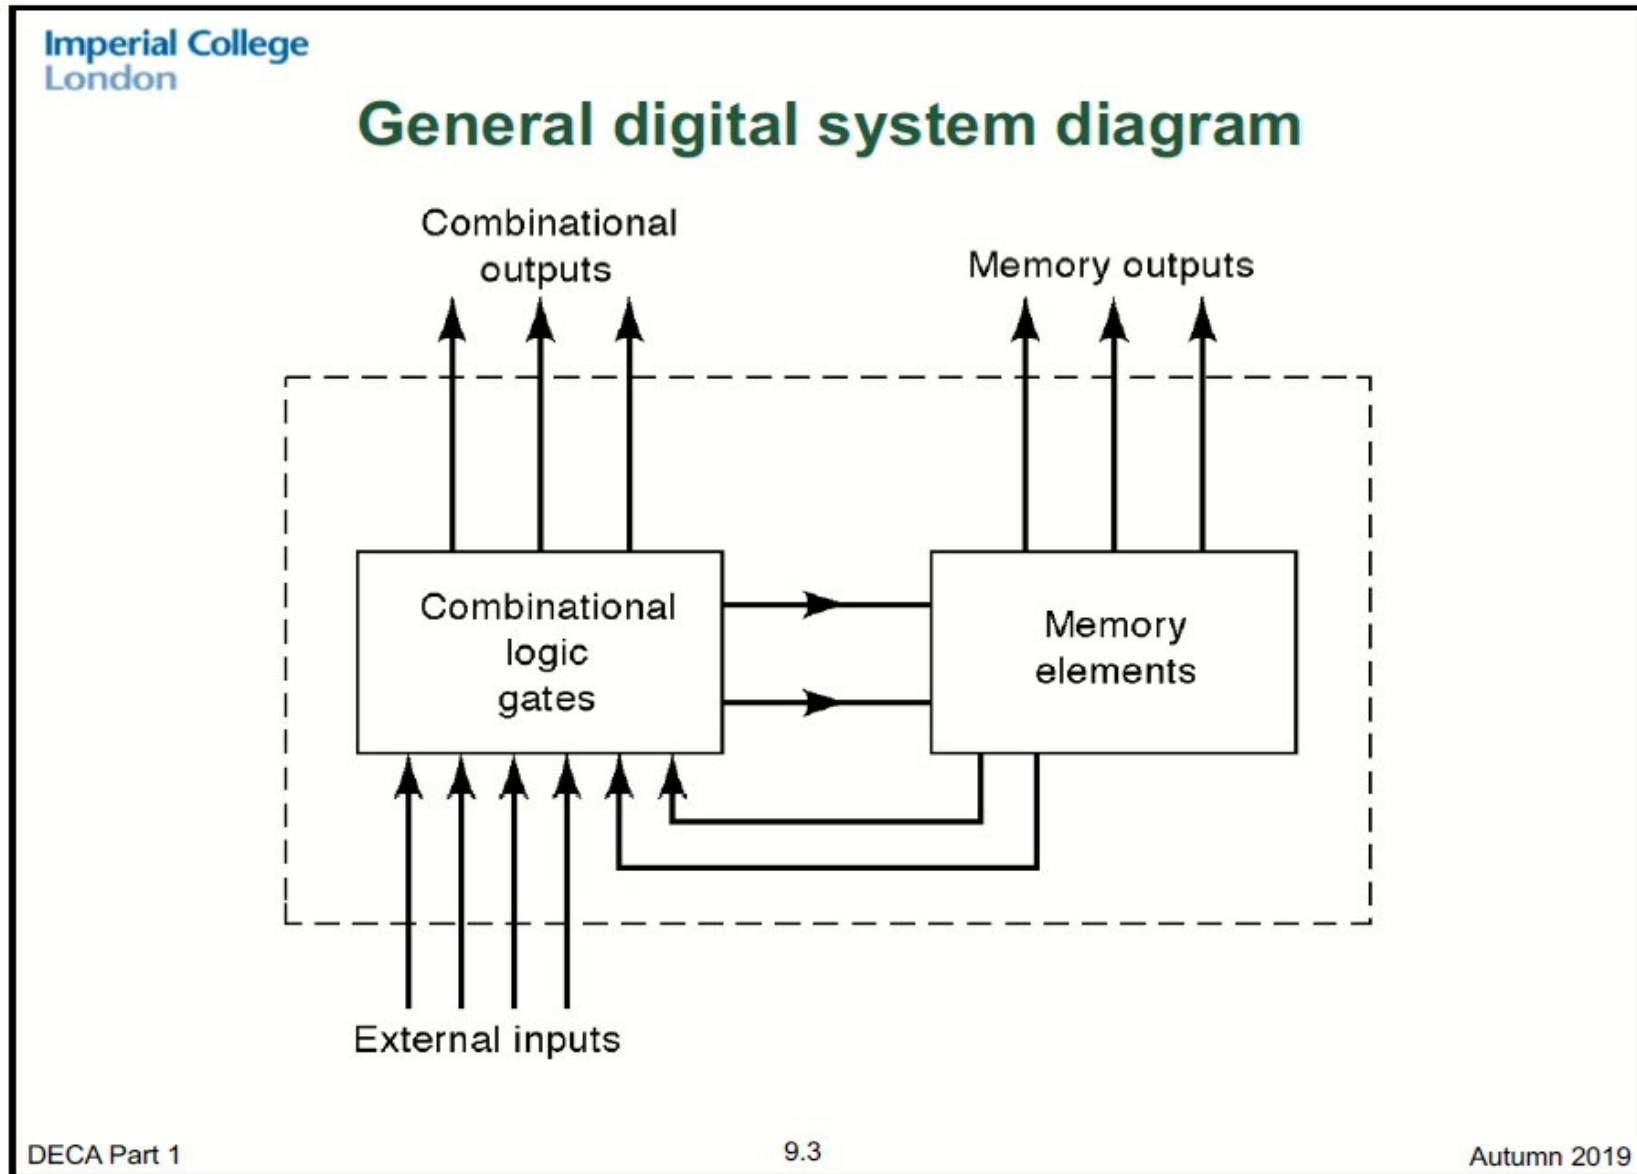 Imperial College
London
General digital system diagram
Combinational
outputs
Memory outputs
Combinational
logic
gates
Memory
elements
External inputs
DECA Part 1
9.3
Autumn 2019